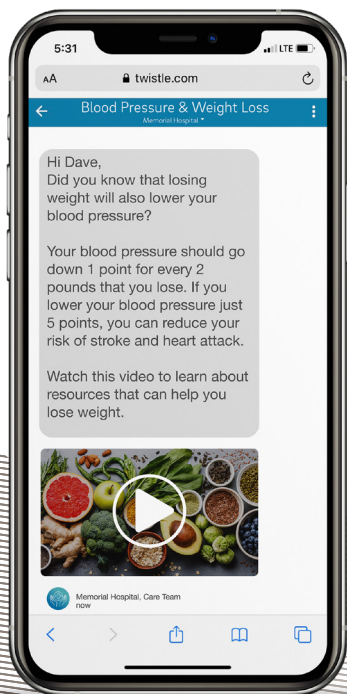 5:31
LTE
AA
twistle.com
Blood Pressure & Weight Loss
Memorial Hospital
Hi Dave,
Did you know that losing
weight will also lower your
blood pressure?
Your blood pressure should go
down 1 point for every 2
pounds that you lose. If you
lower your blood pressure just
5 points, you can reduce your
risk of stroke and heart attack.
Watch this video to learn about
resources that can help you
lose weight.
Memorial Hospital, Care Team
now